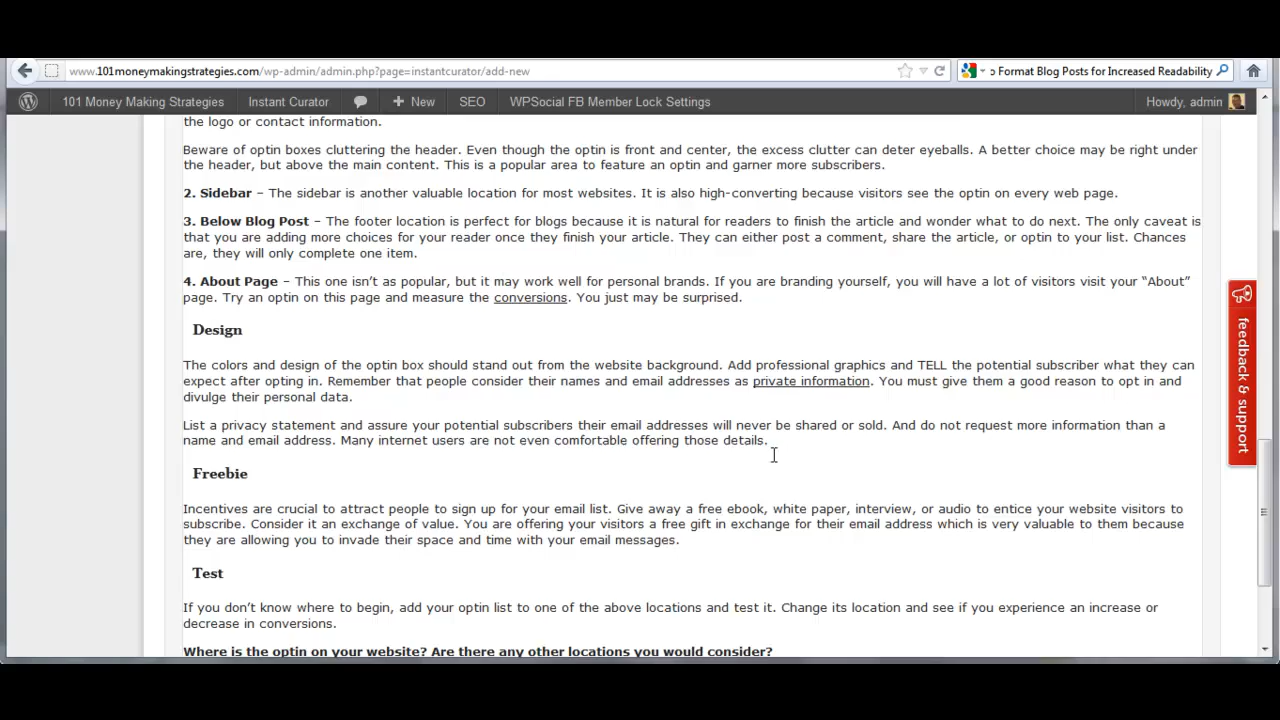 www.101moneymakingstrategies.com/wp-admin/admin.php?page=instantcurator/add-new
Format Blog Posts for Increased Readability
101 Money Making Strategies Instant Curator New SEO WPSocial FB Member Lock Settings Howdy, admin
the logo or contact information.
Beware of optin boxes cluttering the header. Even though the optin is front and center, the excess clutter can deter eyeballs. A better choice may be right under
the header, but above the main content. This is a popular area to feature an optin and garner more subscribers.
2. Sidebar – The sidebar is another valuable location for most websites. It is also high-converting because visitors see the optin on every web page.
3. Below Blog Post – The footer location is perfect for blogs because it is natural for readers to finish the article and wonder what to do next. The only caveat is
that you are adding more choices for your reader once they finish your article. They can either post a comment, share the article, or optin to your list. Chances
are, they will only complete one item.
4. About Page – This one isn’t as popular, but it may work well for personal brands. If you are branding yourself, you will have a lot of visitors visit your “About”
page. Try an optin on this page and measure the conversions. You just may be surprised.
Design
The colors and design of the optin box should stand out from the website background. Add professional graphics and TELL the potential subscriber what they can
expect after opting in. Remember that people consider their names and email addresses as private information. You must give them a good reason to opt in and
divulge their personal data.
List a privacy statement and assure your potential subscribers their email addresses will never be shared or sold. And do not request more information than a
name and email address. Many internet users are not even comfortable offering those details.
Freebie
Incentives are crucial to attract people to sign up for your email list. Give away a free ebook, white paper, interview, or audio to entice your website visitors to
subscribe. Consider it an exchange of value. You are offering your visitors a free gift in exchange for their email address which is very valuable to them because
they are allowing you to invade their space and time with your email messages.
Test
If you don’t know where to begin, add your optin list to one of the above locations and test it. Change its location and see if you experience an increase or
decrease in conversions.
Where is the optin on your website? Are there any other locations you would consider?
feedback & support